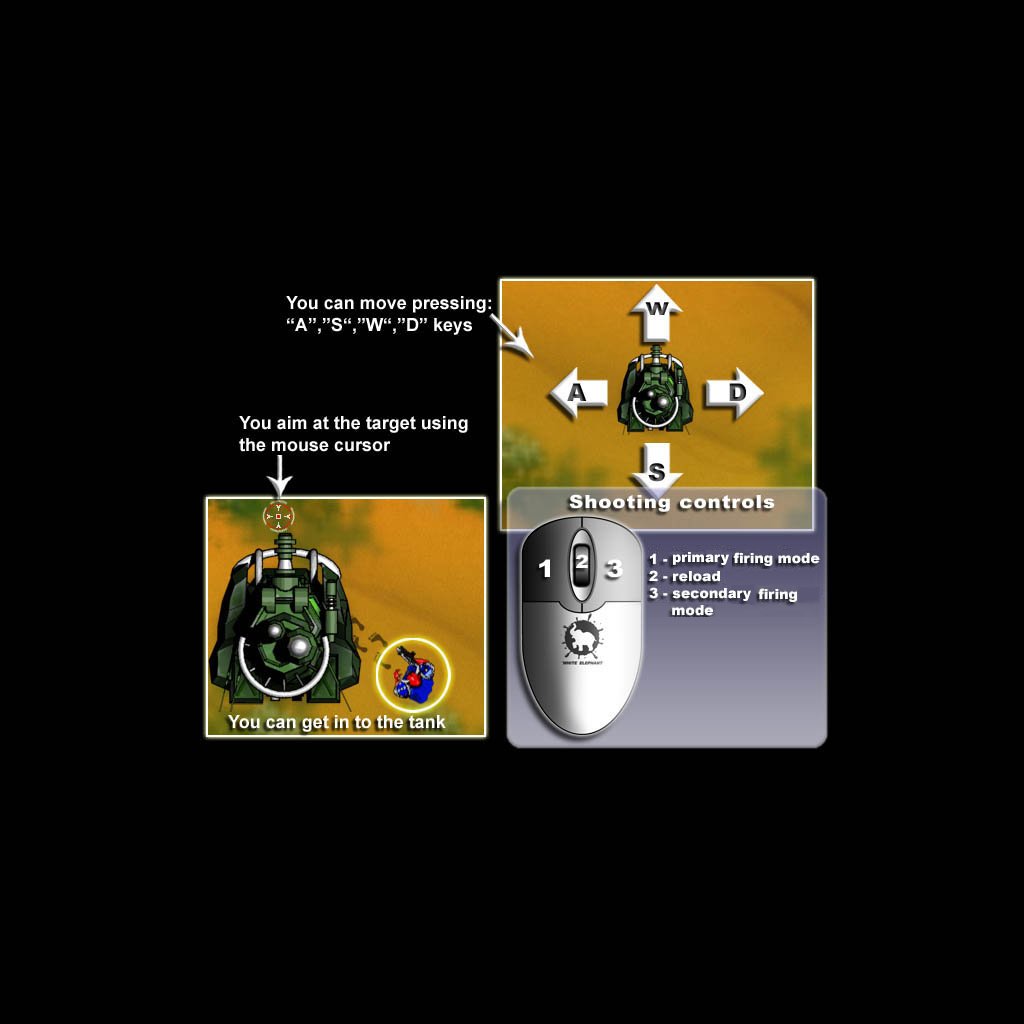 You can move pressing:
“A”,”S“,”W“,”D” keys
W
A
D
S
You aim at the target using
the mouse cursor
You can get in to the tank
Shooting controls
1
2
3
1 - primary firing mode
2 - reload
3 - secondary firing
mode
WHITE ELEPHANT